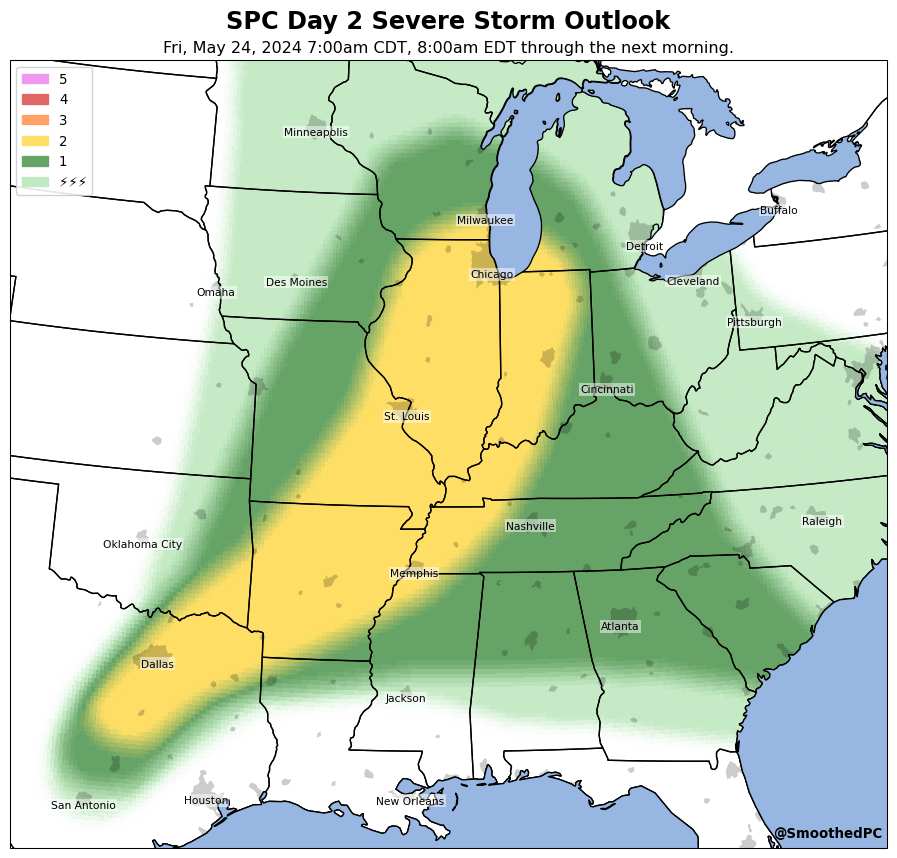 SPC Day 2 Severe Storm Outlook
Fri, May 24, 2024 7:00am CDT, 8:00am EDT through the next morning.
5
4
3
2
1
⚡⚡⚡
Minneapolis
Milwaukee
Buffalo
Detroit
Chicago
Cleveland
Des Moines
Omaha
Pittsburgh
Cincinnati
St. Louis
Raleigh
Nashville
Oklahoma City
Memphis
Atlanta
Dallas
Jackson
San Antonio
Houston
New Orleans
@SmoothedPC